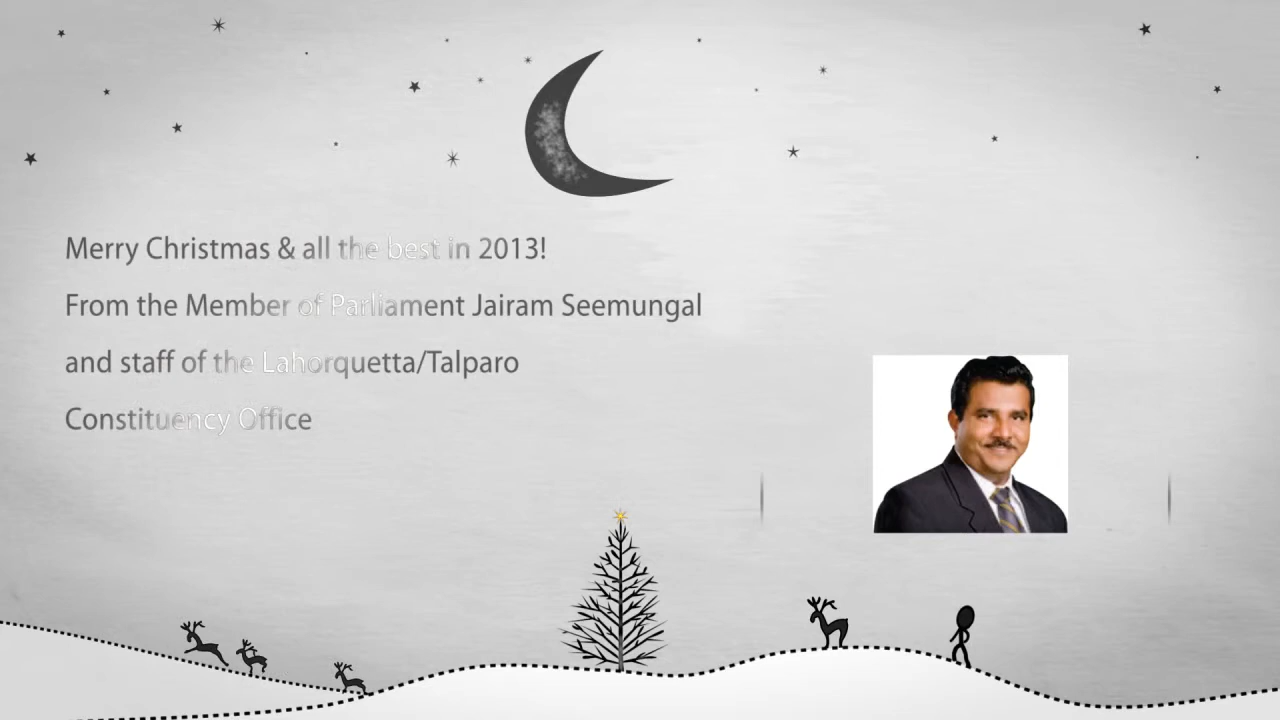 Merry Christmas & all the best in 2013!
From the Member of Parliament Jairam Seemungal
and staff of the Lahorquetta/Talparo
Constituency Office